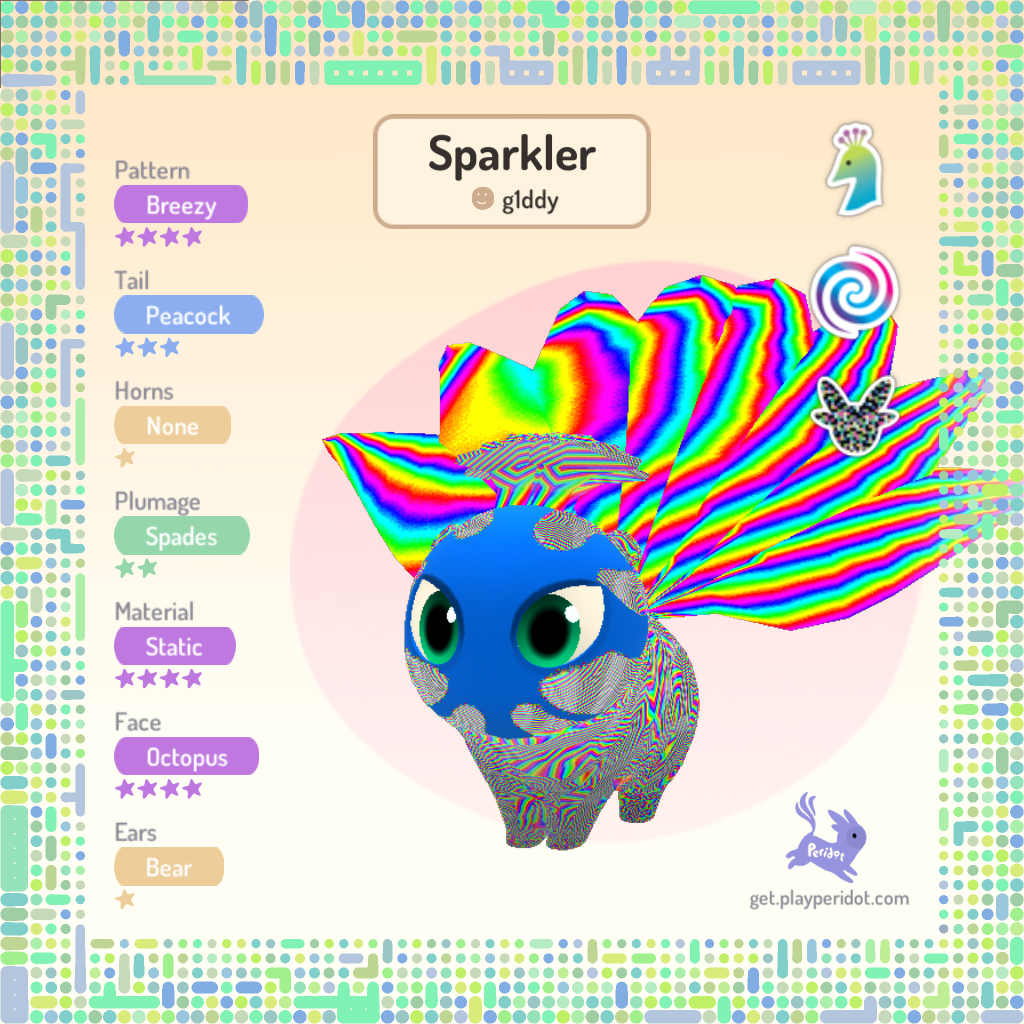 Sparkler
g1ddy
Pattern
Breezy
Tail
Peacock
Horns
None
Plumage
Spades
Material
Static
Face
Octopus
Ears
Bear
Peridot
get.playperidot.com